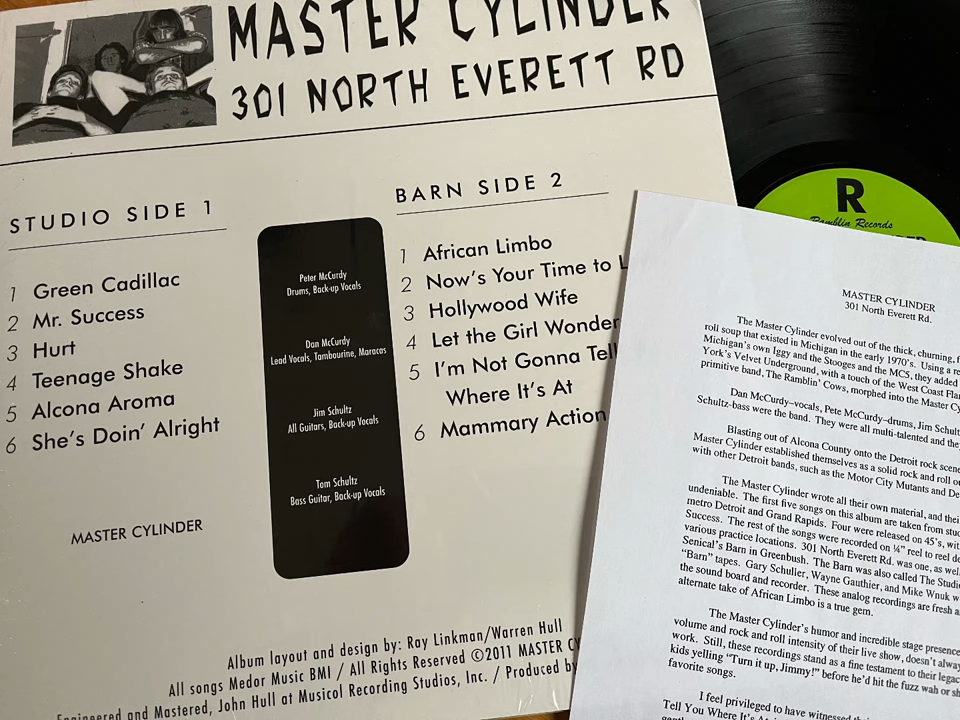 MASTER CYLINDER
301 NORTH EVERETT RD
STUDIO SIDE 1
1 Green Cadillac
2 Mr. Success
3 Hurt
4 Teenage Shake
5 Alcona Aroma
6 She's Doin' Alright
MASTER CYLINDER
Peter McCurdy
Drums, Back-up Vocals
Dan McCurdy
Lead Vocals, Tambourine, Maracas
Jim Schultz
All Guitars, Back-up Vocals
Tom Schultz
Bass Guitar, Back-up Vocals
BARN SIDE 2
1 African Limbo
2 Now's Your Time to
3 Hollywood Wife
4 Let the Girl Wonder
5 I'm Not Gonna Tell
Where It's At
6 Mammary Action
Album layout and design by: Ray Linkman/Warren Hull
All songs Medor Music BMI / All Rights Reserved ©2011 MASTER
Engineered and Mastered, John Hull at Musicol Recording Studios, Inc. / Produced by
R
Ramblin Records
MASTER CYLINDER
301 North Everett Rd.
The Master Cylinder evolved out of the thick, churning,
roll soup that existed in Michigan in the early 1970's. Using a
Michigan's own Iggy and the Stooges and the MC5, they added
York's Velvet Underground, with a touch of the West Coast
primitive band, The Ramblin' Cows, morphed into the Master
Dan McCurdy–vocals, Pete McCurdy–drums, Jim
Schultz-bass were the band. They were all multi-talented and
Blasting out of Alcona County onto the Detroit rock
Master Cylinder established themselves as a solid rock and roll
with other Detroit bands, such as the Motor City Mutants and
The Master Cylinder wrote all their own material, and
undeniable. The first five songs on this album are taken from
metro Detroit and Grand Rapids. Four were released on 45's,
Success. The rest of the songs were recorded on ¼" reel to reel
various practice locations. 301 North Everett Rd. was one, as
Senical's Barn in Greenbush. The Barn was also called The
"Barn" tapes. Gary Schuller, Wayne Gauthier, and Mike Wnuk
the sound board and recorder. These analog recordings are fresh
alternate take of African Limbo is a true gem.
The Master Cylinder's humor and incredible stage
volume and rock and roll intensity of their live show, doesn't
work. Still, these recordings stand as a fine testament to their
kids yelling "Turn it up, Jimmy!" before he'd hit the fuzz wah or
favorite songs.
I feel privileged to have witnessed
Tell You Where It's